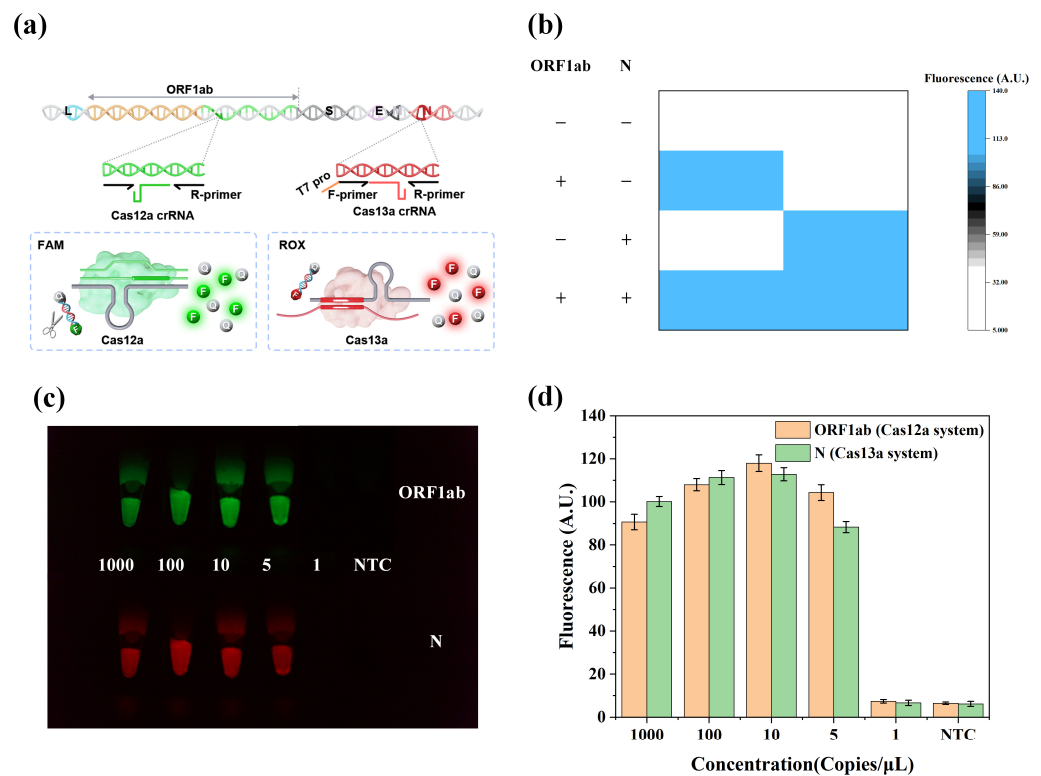 (a)
ORF1ab
L
S
E
N
T7 pro
R-primer
F-primer
R-primer
Cas12a crRNA
Cas13a crRNA
FAM
Q
F
Q
F
Q
F
F
Q
Q
F
Cas12a
ROX
Q
F
Q
F
F
Q
F
Q
F
Cas13a
(b)
ORF1ab N
Fluorescence (A.U.)
140.0
113.0
86.00
59.00
32.00
5.000
− −
+ −
− +
+ +
(c)
ORF1ab
1000 100 10 5 1 NTC
N
(d)
ORF1ab (Cas12a system)
N (Cas13a system)
Fluorescence (A.U.)
140
120
100
80
60
40
20
0
1000 100 10 5 1 NTC
Concentration(Copies/μL)